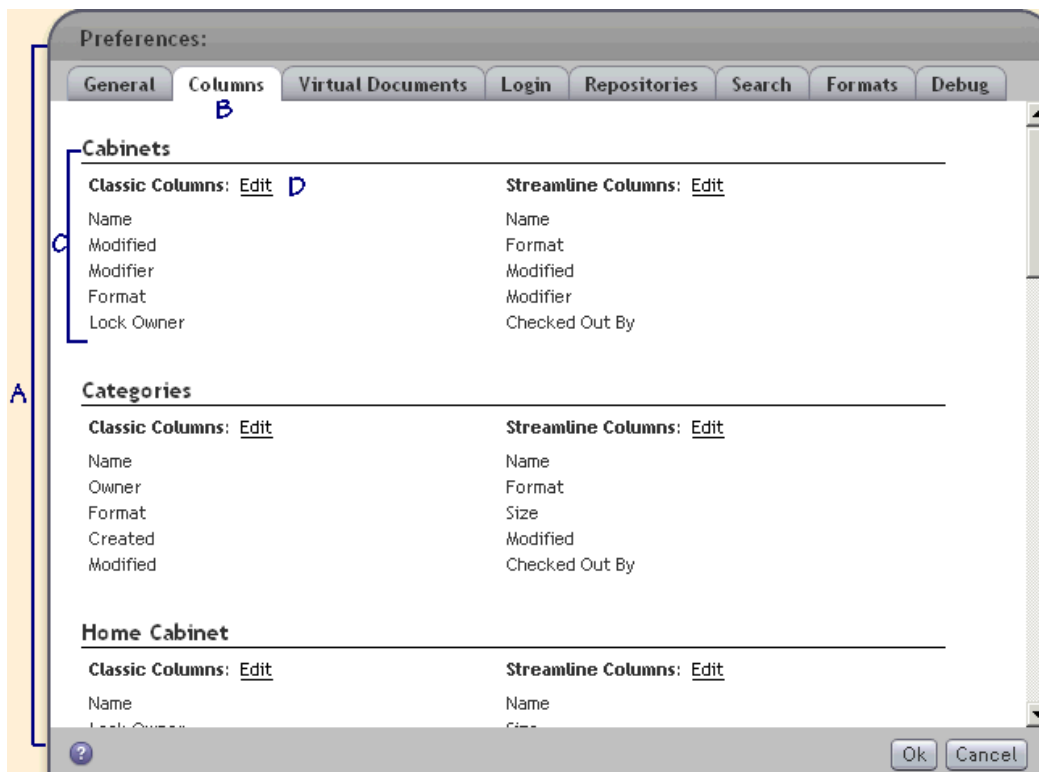 Preferences:
General Columns Virtual Documents Login Repositories Search Formats Debug
B
Cabinets
Classic Columns: Edit D Streamline Columns: Edit
Name Name
Modified Format
C
Modifier Modified
Format Modifier
Lock Owner Checked Out By
A
Categories
Classic Columns: Edit Streamline Columns: Edit
Name Name
Owner Format
Format Size
Created Modified
Modified Checked Out By
Home Cabinet
Classic Columns: Edit Streamline Columns: Edit
Name Name
Lock Owner Size
? Ok Cancel